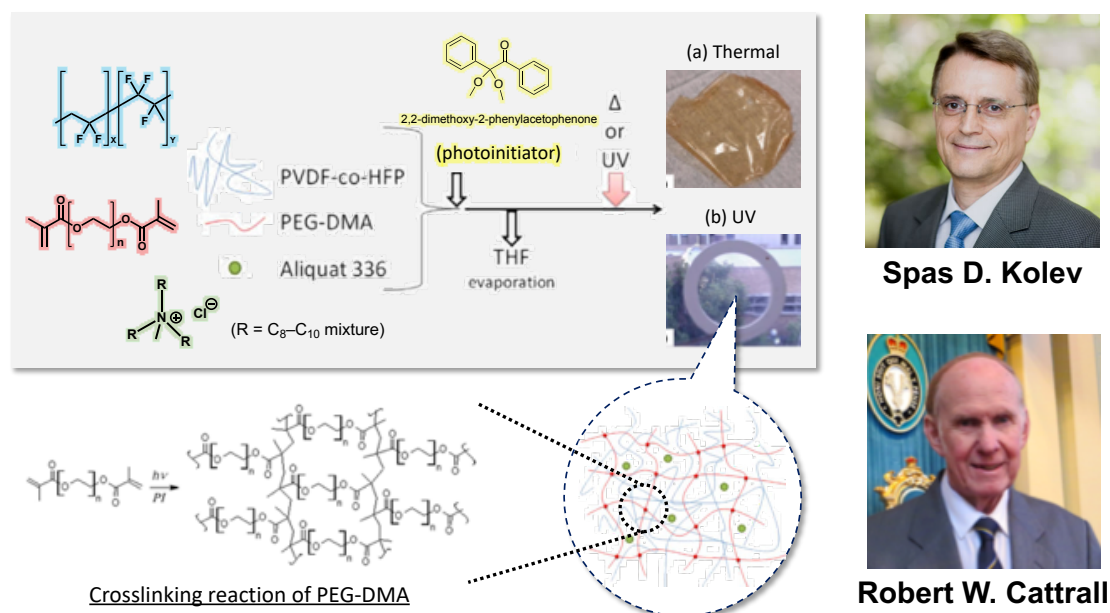 (a) Thermal
2,2-dimethoxy-2-phenylacetophenone
(photoinitiator)
Δ
or
UV
PVDF-co-HFP
PEG-DMA
Aliquat 336
(R = C₈–C₁₀ mixture)
THF
evaporation
(b) UV
F F F
F F F
X Y
O O O O n
R R N R Cl
O
O O
hν
PI
Crosslinking reaction of PEG-DMA
Spas D. Kolev
Robert W. Cattrall